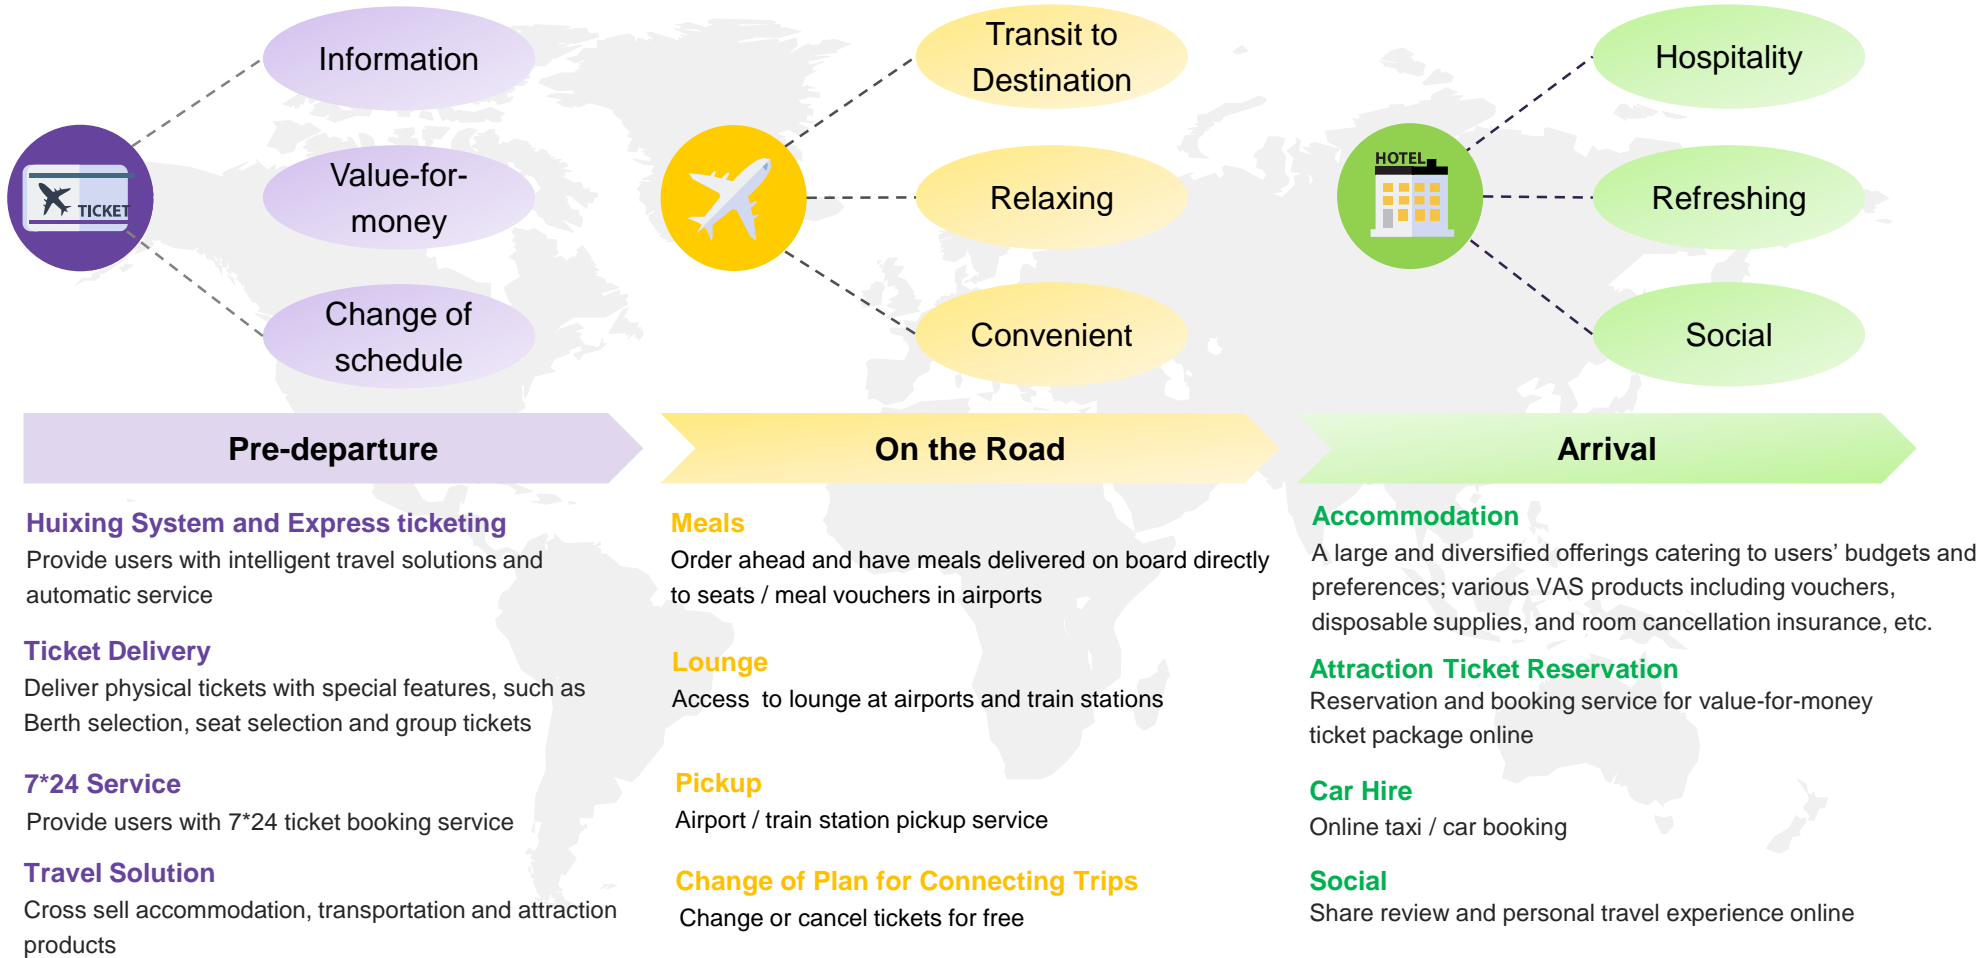 Information
Value-for-
money
Change of
schedule
TICKET
Transit to
Destination
Relaxing
Convenient
HOTEL
Hospitality
Refreshing
Social
Pre-departure
On the Road
Arrival
Huixing System and Express ticketing
Provide users with intelligent travel solutions and
automatic service
Ticket Delivery
Deliver physical tickets with special features, such as
Berth selection, seat selection and group tickets
7*24 Service
Provide users with 7*24 ticket booking service
Travel Solution
Cross sell accommodation, transportation and attraction
products
Meals
Order ahead and have meals delivered on board directly
to seats / meal vouchers in airports
Lounge
Access to lounge at airports and train stations
Pickup
Airport / train station pickup service
Change of Plan for Connecting Trips
Change or cancel tickets for free
Accommodation
A large and diversified offerings catering to users’ budgets and
preferences; various VAS products including vouchers,
disposable supplies, and room cancellation insurance, etc.
Attraction Ticket Reservation
Reservation and booking service for value-for-money
ticket package online
Car Hire
Online taxi / car booking
Social
Share review and personal travel experience online